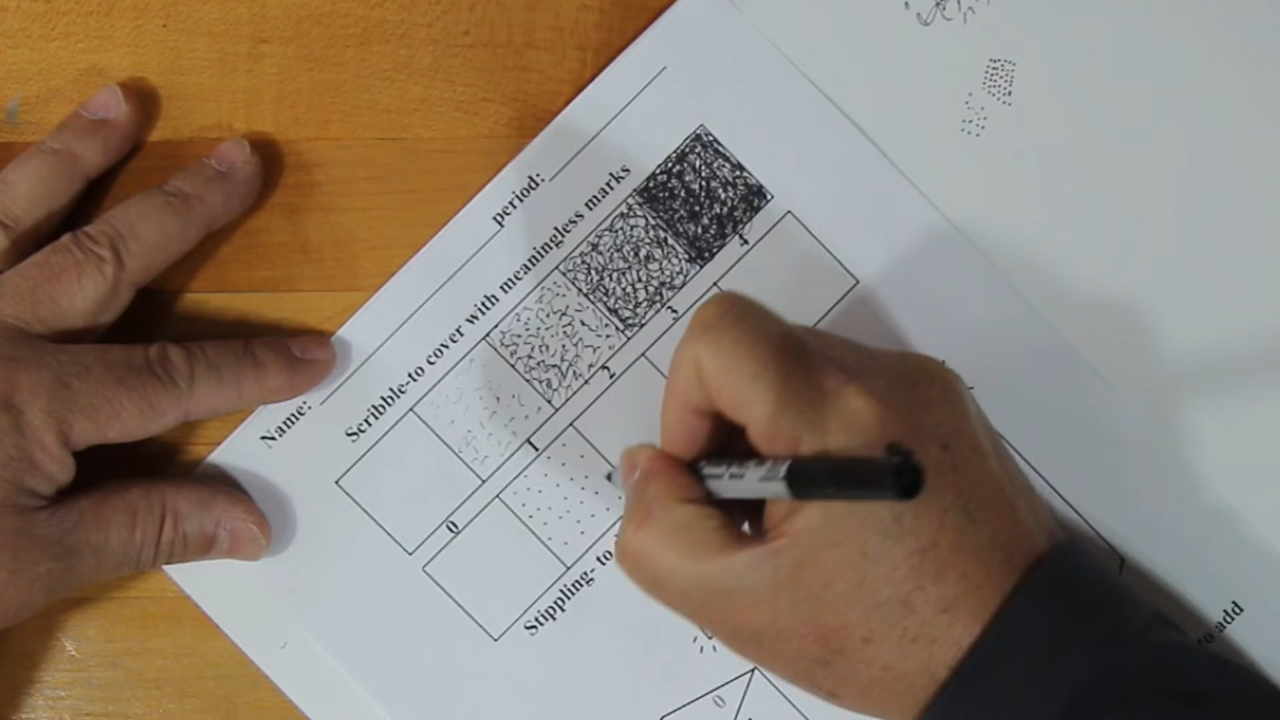 Name: period:
Scribble-to cover with meaningless marks
0 1 2 3 4
Stippling- to
0
to add